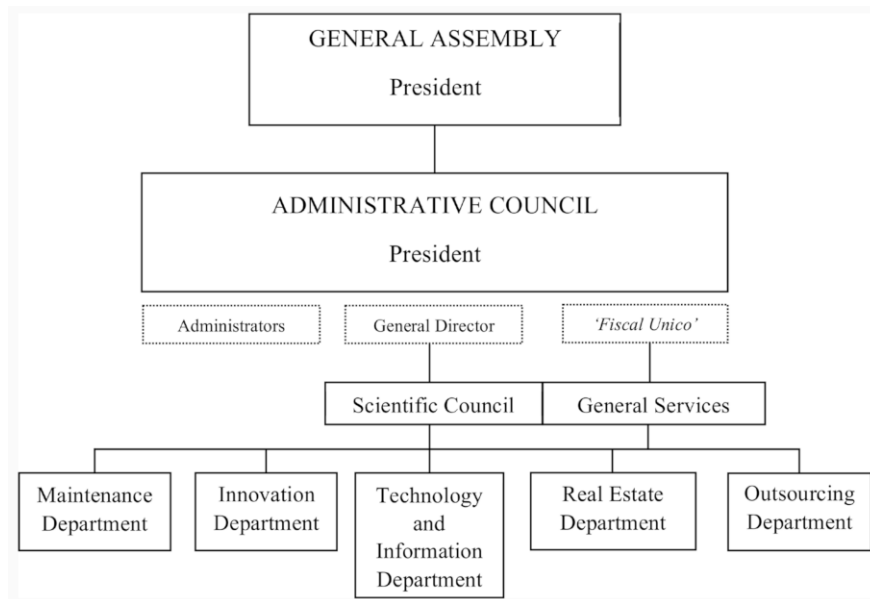 GENERAL ASSEMBLY
President
ADMINISTRATIVE COUNCIL
President
Administrators
General Director
‘Fiscal Unico’
Scientific Council
General Services
Maintenance
Department
Innovation
Department
Technology
and
Information
Department
Real Estate
Department
Outsourcing
Department